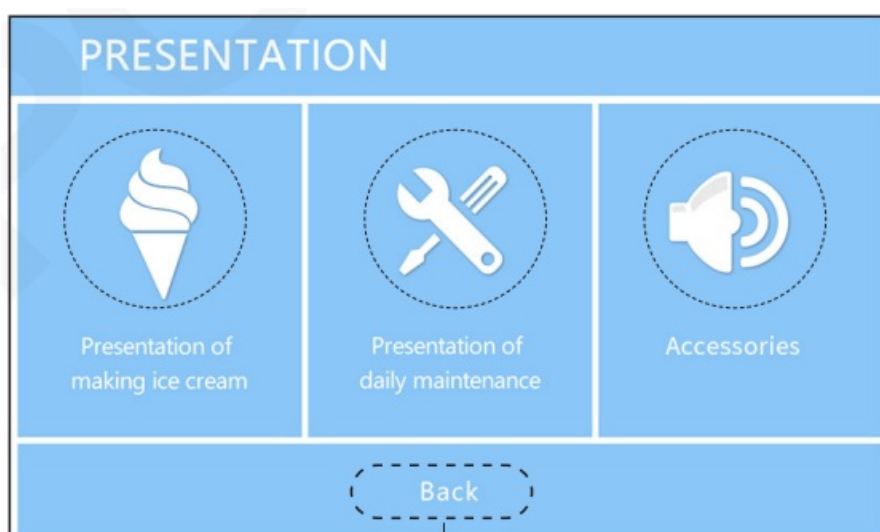 PRESENTATION
Presentation of
making ice cream
Presentation of
daily maintenance
Accessories
Back